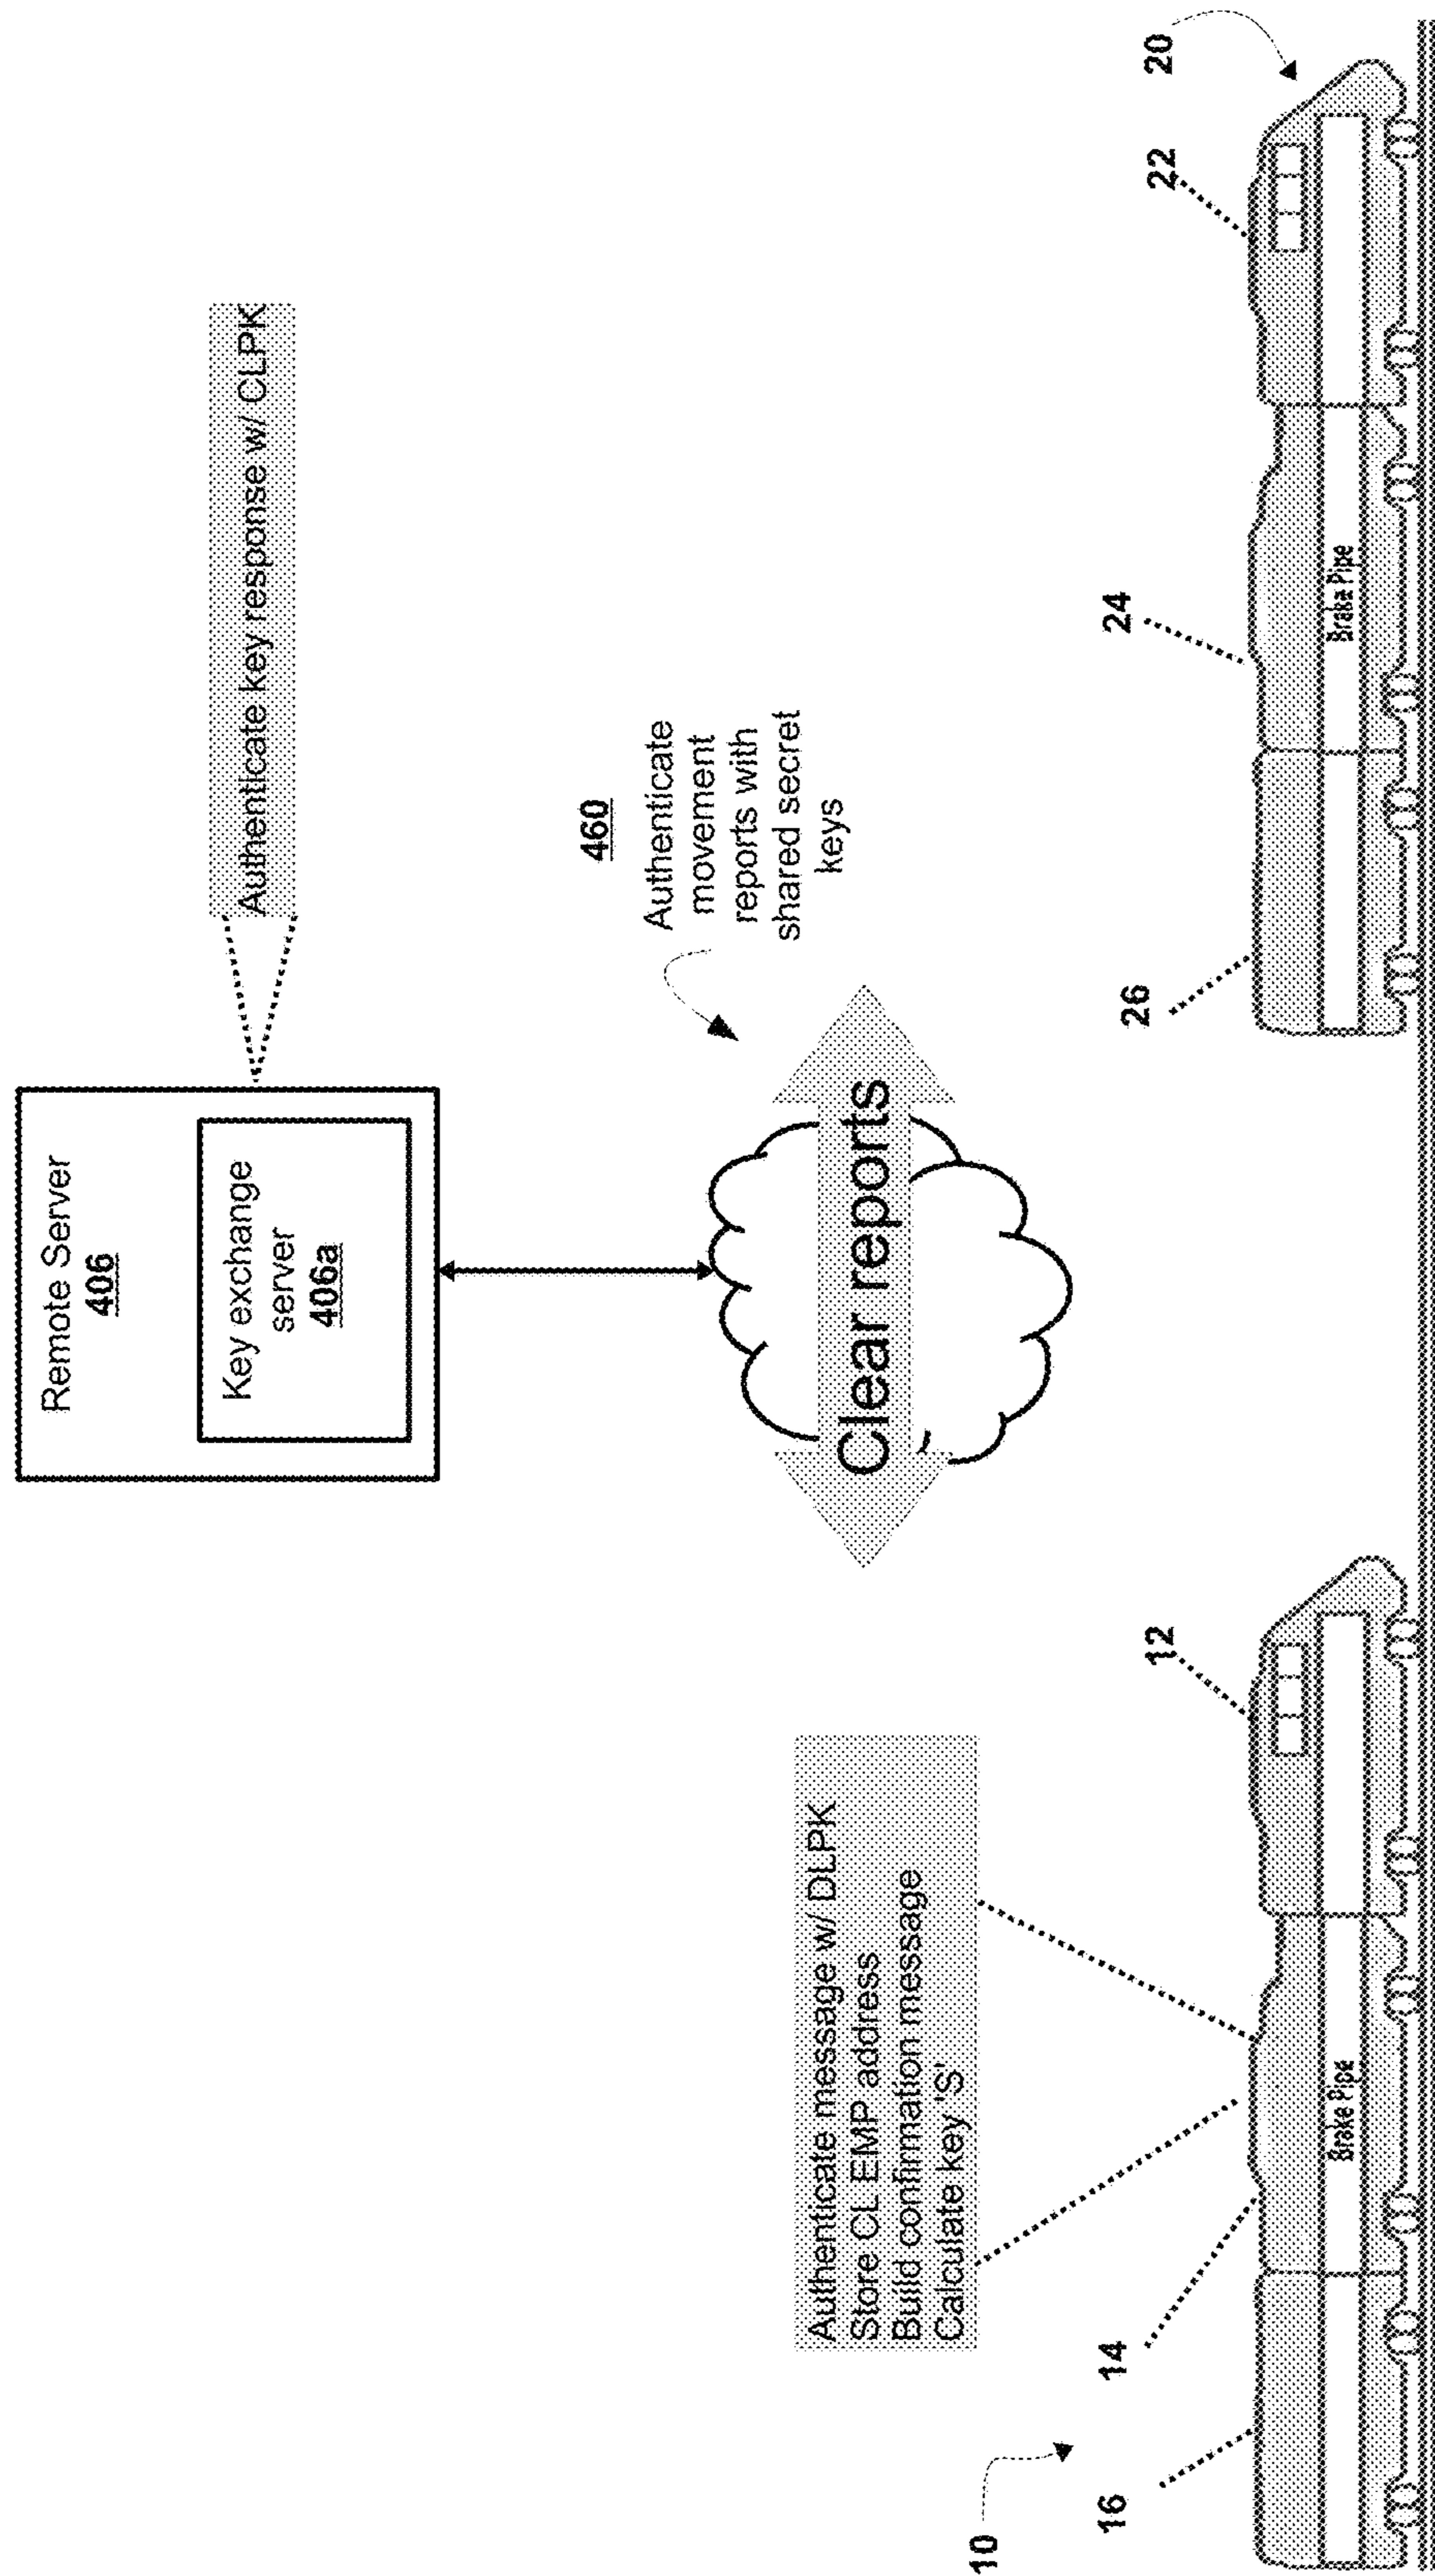 Remote Server
406
Key exchange
server
406a
Authenticate key response w/ CLPK
460
Authenticate
movement
reports with
shared secret
keys
Clear reports
Authenticate message w/ DLPK
Store CL EMP address
Build confirmation message
Calculate key 'S'
10
16
14
12
Brake Pipe
26
24
22
20
Brake Pipe